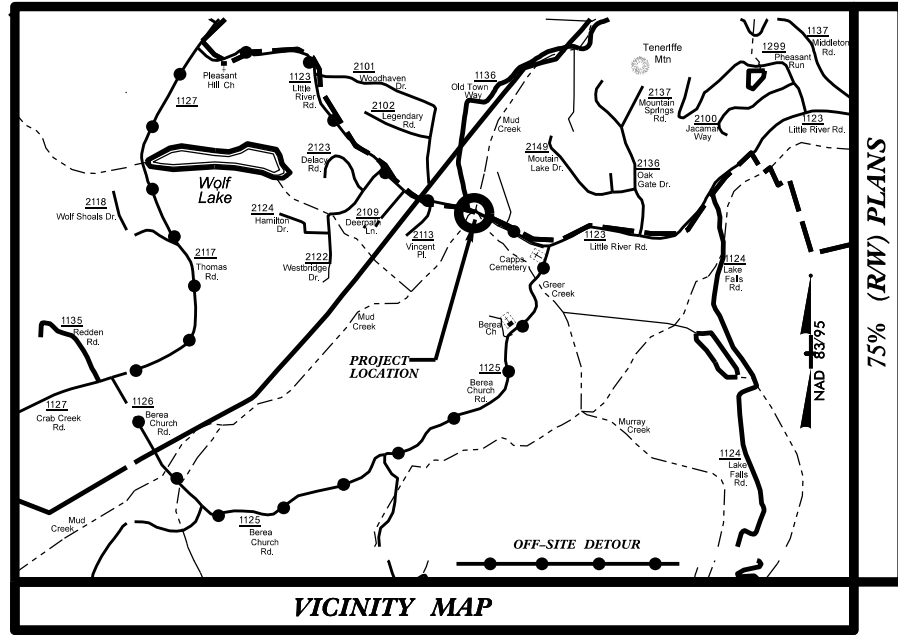 1137
Middleton
Rd.
Teneriffe
Mtn
1299
Pheasant
Run
Pleasant
Hill Ch
1123
Little
River
Rd.
2101
Woodhaven
Dr.
1136
Old Town
Way
2137
Mountain
Springs
Rd.
1127
2102
Legendary
Rd.
Mud
Creek
2100
Jacamar
Way
1123
Little River Rd.
2123
Delacy
Rd.
2149
Moutain
Lake Dr.
2136
Oak
Gate Dr.
Wolf
Lake
2118
Wolf Shoals Dr.
2124
Hamilton
Dr.
2109
Deerpath
Ln.
2113
Vincent
Pl.
1123
Little River Rd.
2117
Thomas
Rd.
2122
Westbridge
Dr.
Capps
Cemetery
1124
Lake
Falls
Rd.
Greer
Creek
Mud
Creek
1135
Redden
Rd.
Berea
Ch
PROJECT
LOCATION
1125
Berea
Church
Rd.
NAD 83/95
1127
Crab Creek
Rd.
1126
Berea
Church
Rd.
Murray
Creek
1124
Lake
Falls
Rd.
Mud
Creek
1125
Berea
Church
Rd.
OFF-SITE DETOUR
VICINITY MAP
75% (R/W) PLANS